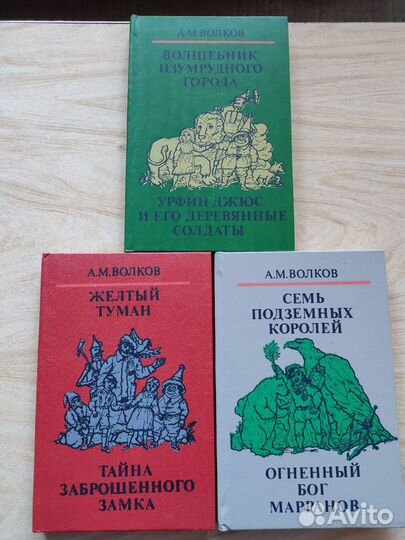 А.М.ВОЛКОВ
ВОЛШЕБНИК
ИЗУМРУДНОГО
ГОРОДА
УРФИН ДЖЮС
И ЕГО ДЕРЕВЯННЫЕ
СОЛДАТЫ
А.М.ВОЛКОВ
ЖЕЛТЫЙ
ТУМАН
ТАЙНА
ЗАБРОШЕННОГО
ЗАМКА
А.М.ВОЛКОВ
СЕМЬ
ПОДЗЕМНЫХ
КОРОЛЕЙ
ОГНЕННЫЙ
БОГ
МАРРАНОВ
Avito